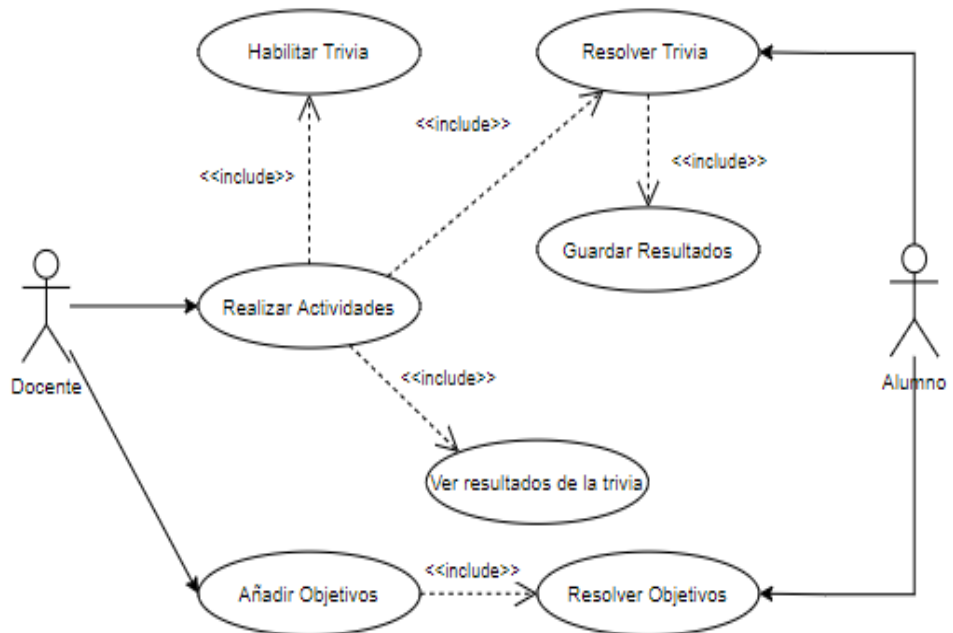 Habilitar Trivia
Resolver Trivia
<<include>>
<<include>>
<<include>>
Guardar Resultados
Realizar Actividades
Docente
Alumno
<<include>>
Ver resultados de la trivia
<<include>>
Añadir Objetivos
Resolver Objetivos